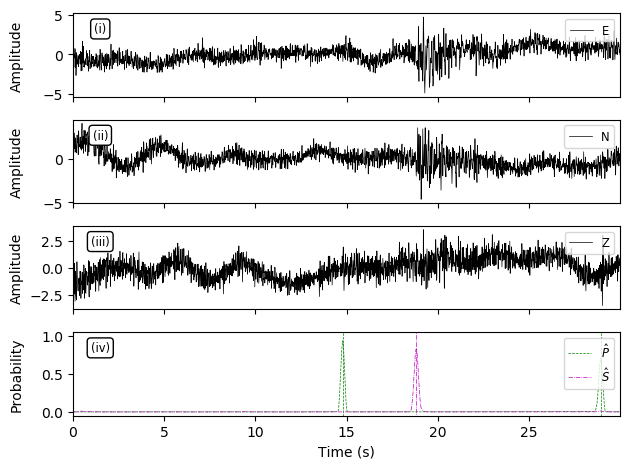 5
0
−5
Amplitude
(i)
E
0
−5
Amplitude
(ii)
N
2.5
0.0
−2.5
Amplitude
(iii)
Z
1.0
0.5
0.0
Probability
(iv)
P̂
Ŝ
0 5 10 15 20 25
Time (s)